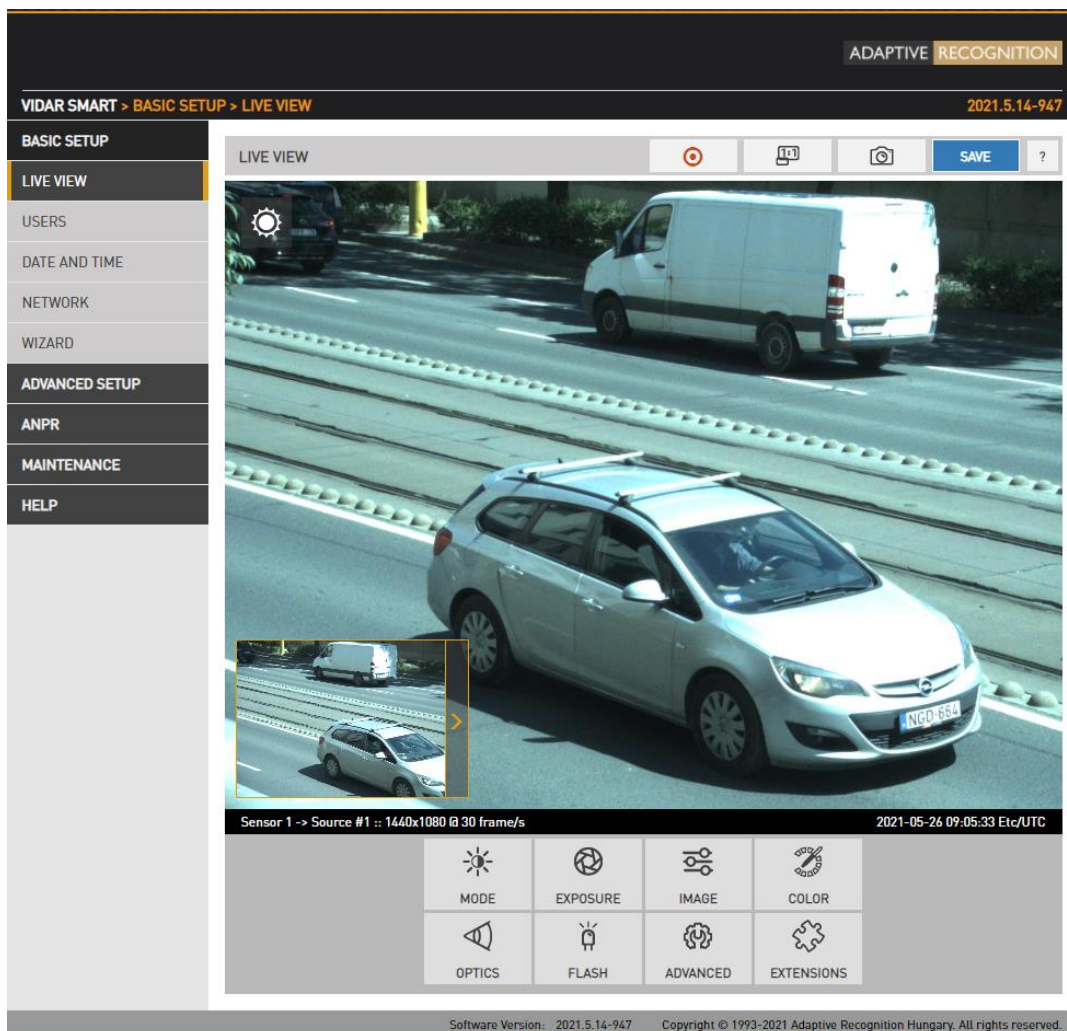 ADAPTIVE RECOGNITION
VIDAR SMART > BASIC SETUP > LIVE VIEW
2021.5.14-947
BASIC SETUP
LIVE VIEW
USERS
DATE AND TIME
NETWORK
WIZARD
ADVANCED SETUP
ANPR
MAINTENANCE
HELP
LIVE VIEW
1:1
SAVE
?
NGD-664
Sensor 1 -> Source #1 :: 1440x1080 @ 30 frame/s
2021-05-26 09:05:33 Etc/UTC
MODE
EXPOSURE
IMAGE
COLOR
OPTICS
FLASH
ADVANCED
EXTENSIONS
Software Version: 2021.5.14-947
Copyright © 1993-2021 Adaptive Recognition Hungary. All rights reserved.